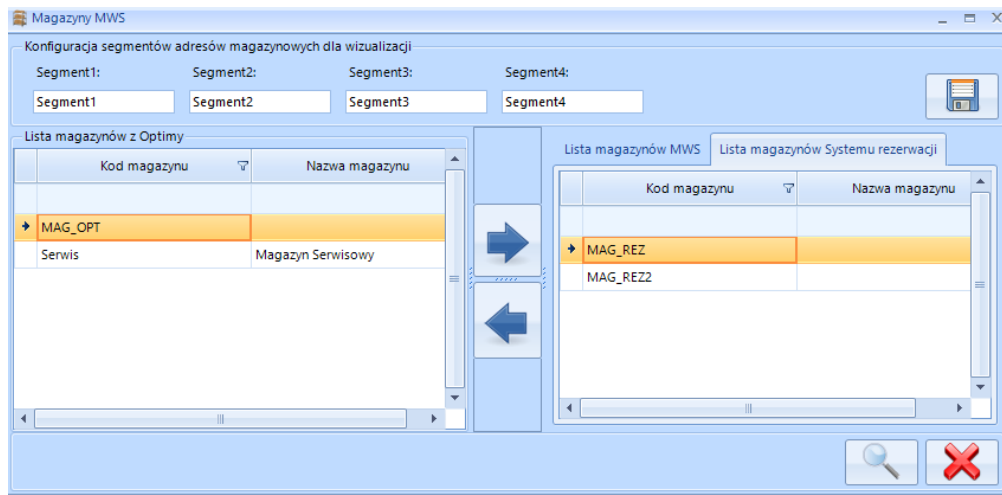 Magazyny MWS
Konfiguracja segmentów adresów magazynowych dla wizualizacji
Segment1: Segment2: Segment3: Segment4:
Segment1 Segment2 Segment3 Segment4
Lista magazynów z Optimy
Kod magazynu Nazwa magazynu
MAG_OPT
Serwis Magazyn Serwisowy
Lista magazynów MWS Lista magazynów Systemu rezerwacji
Kod magazynu Nazwa magazynu
MAG_REZ
MAG_REZ2